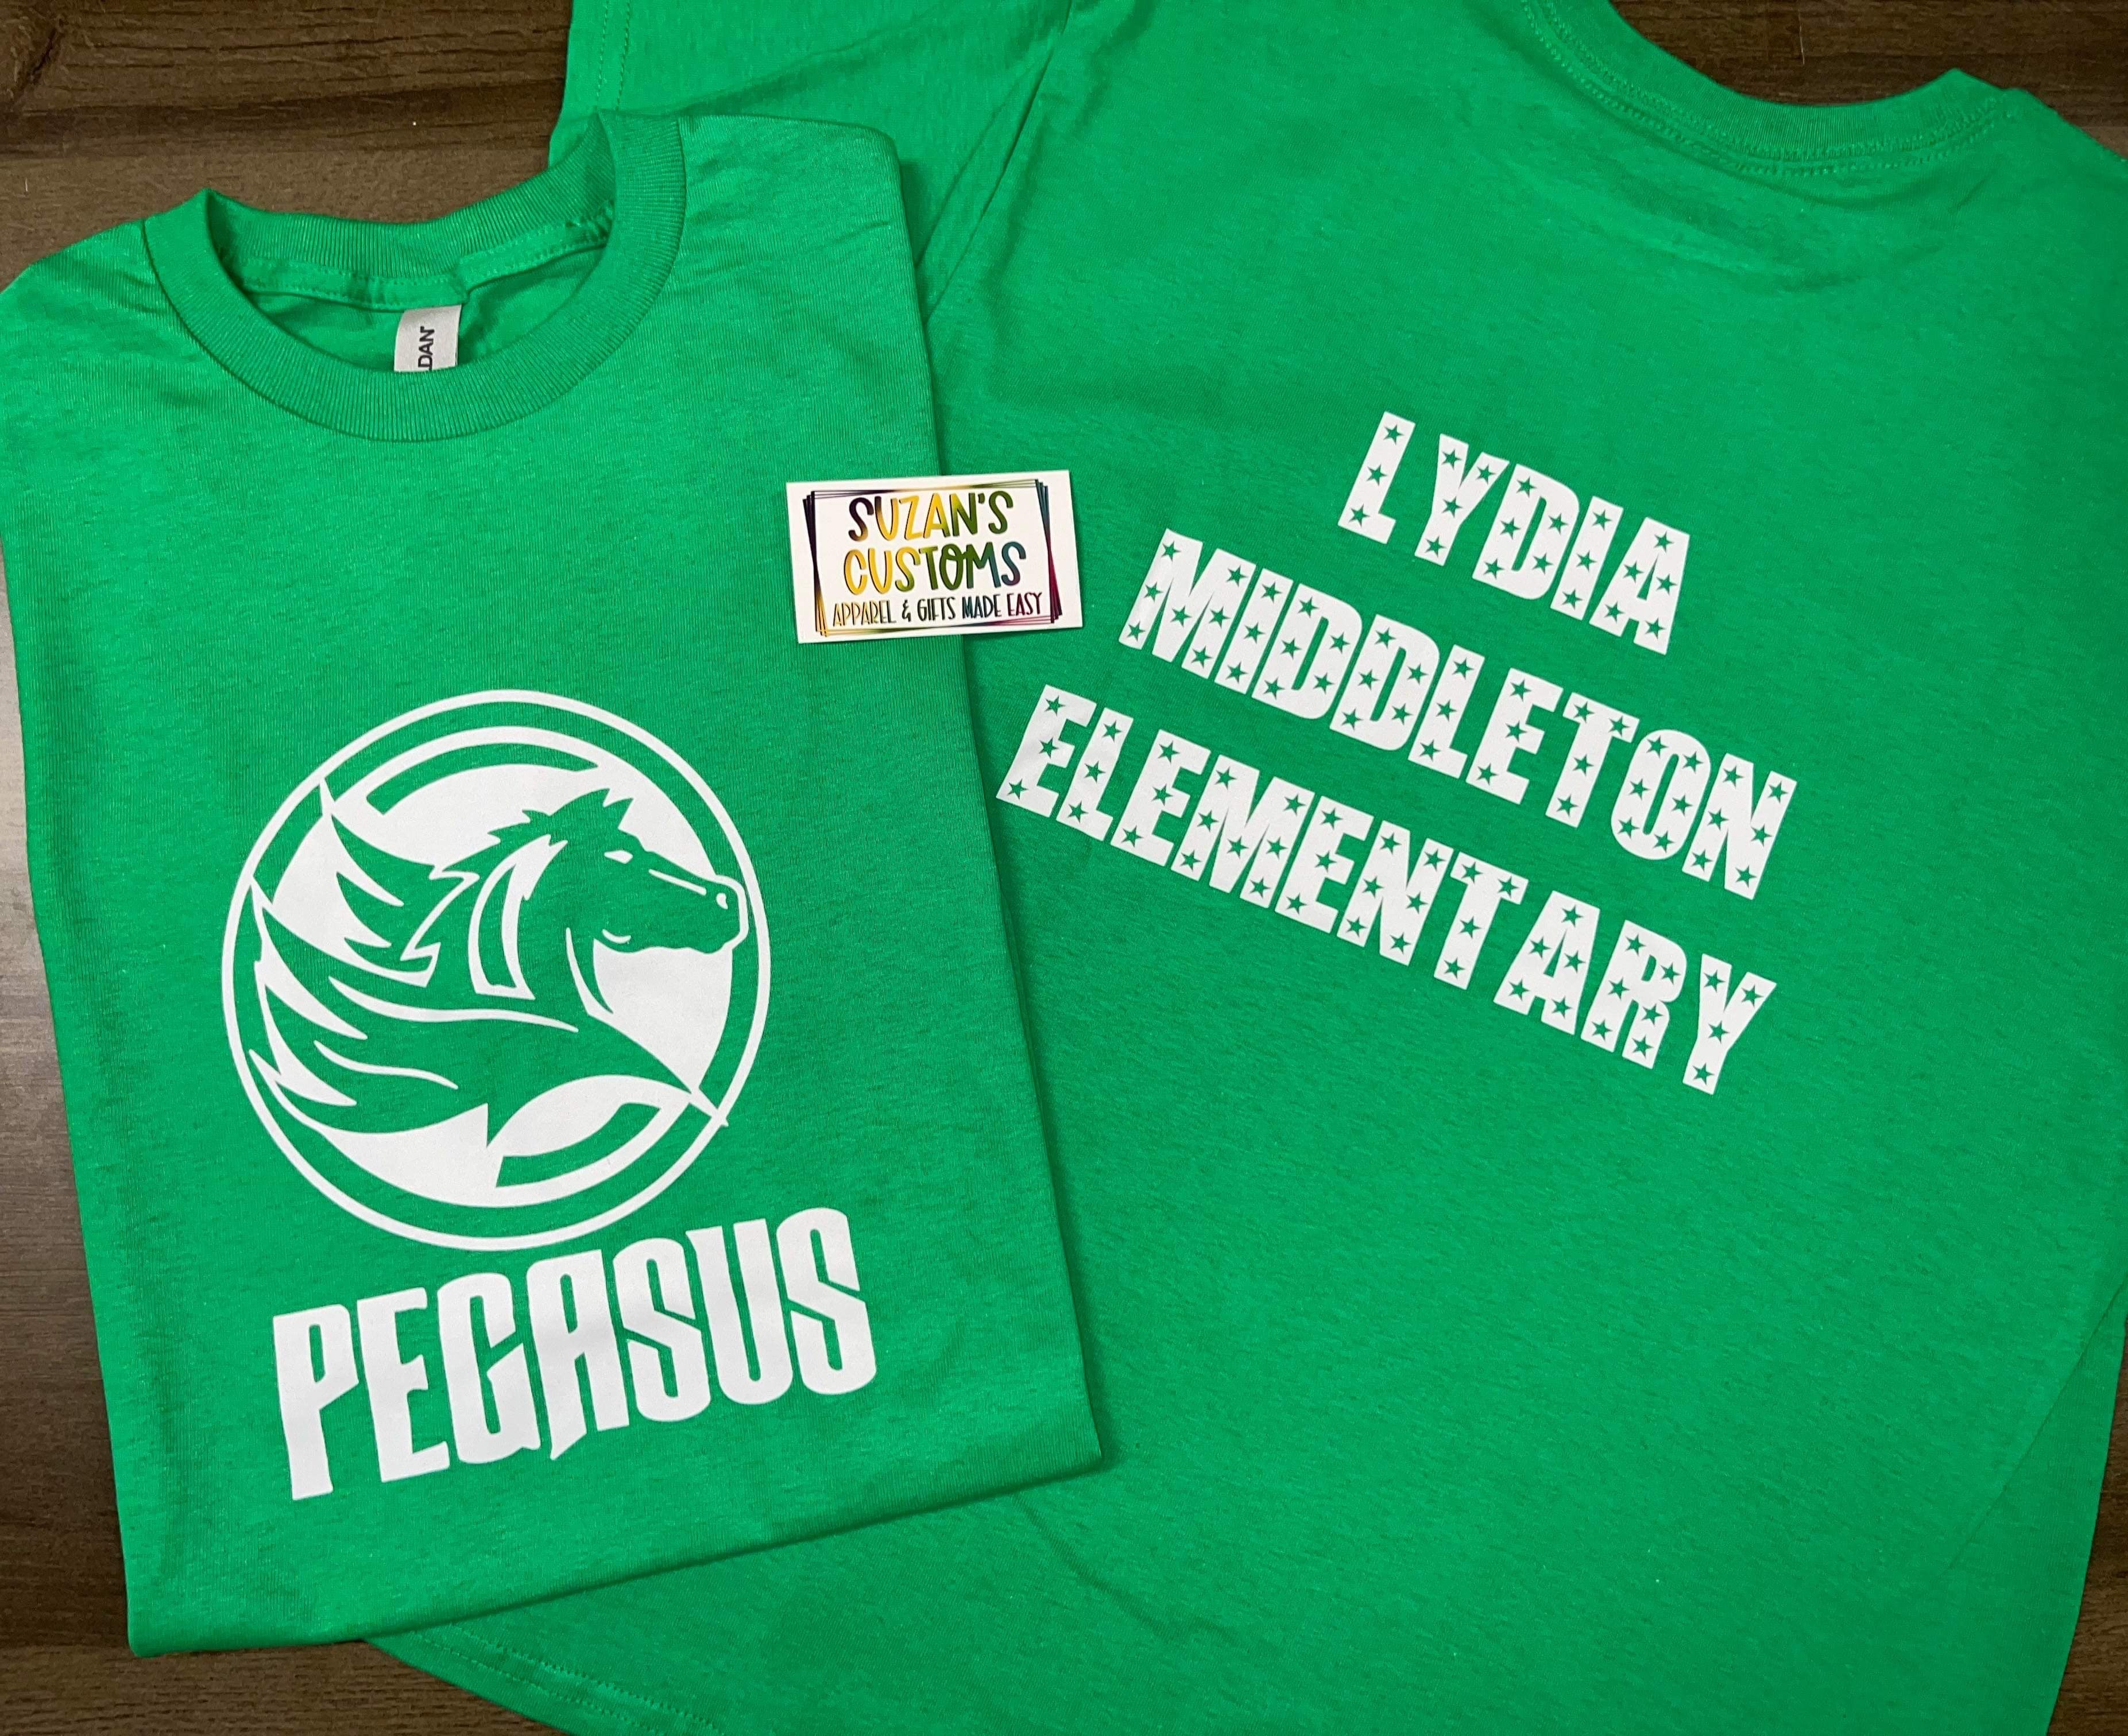 SUZAN'S
CUSTOMS
APPAREL & GIFTS MADE EASY
PEGASUS
LYDIA
MIDDLETON
ELEMENTARY